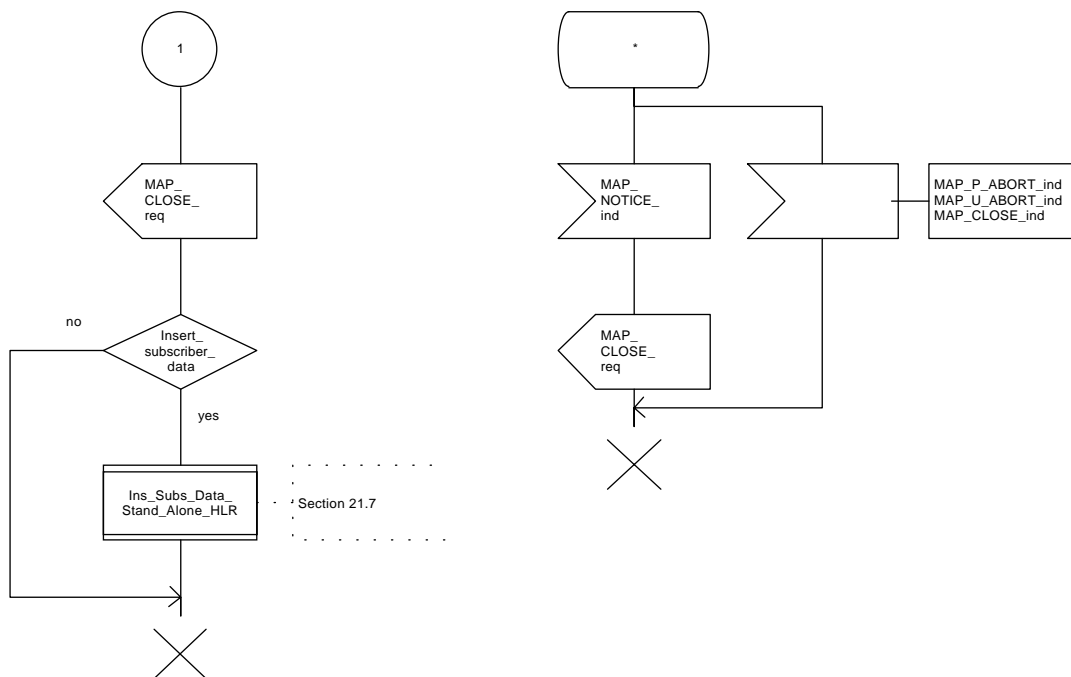 1
MAP_
CLOSE_
req
no
Insert_
subscriber_
data
yes
Ins_Subs_Data_
Stand_Alone_HLR
Section 21.7
*
MAP_
NOTICE_
ind
MAP_P_ABORT_ind
MAP_U_ABORT_ind
MAP_CLOSE_ind
MAP_
CLOSE_
req